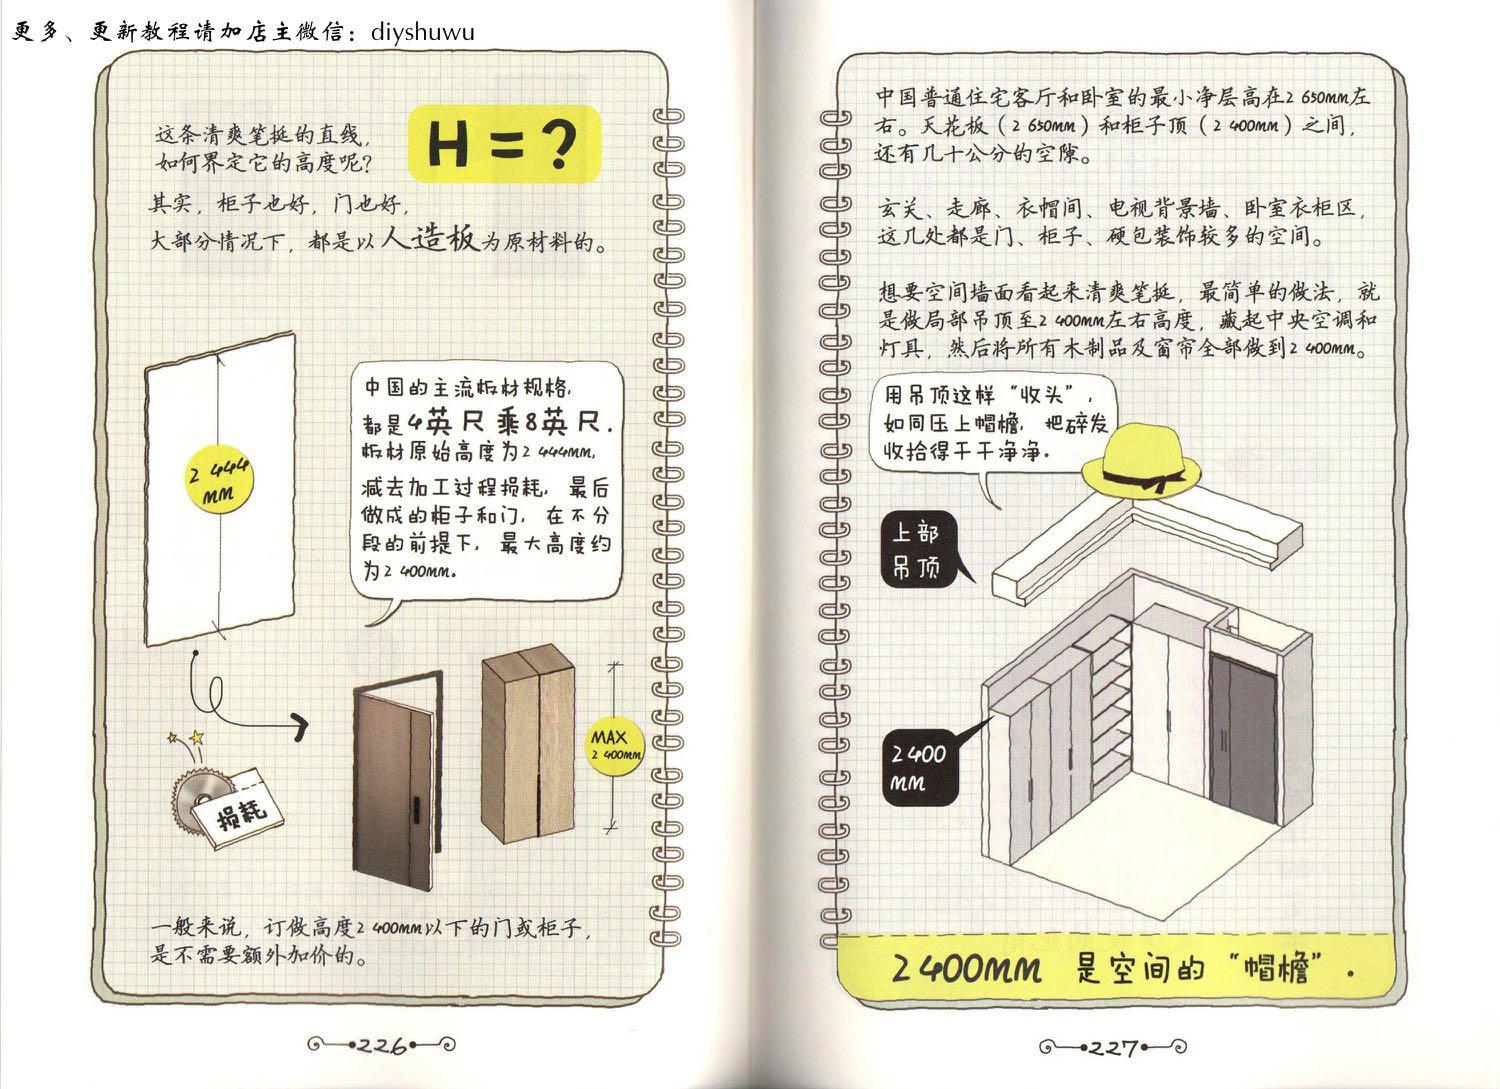 更多、更新教程请加店主微信：diyshuwu
这条清爽笔挺的直线，
如何界定它的高度呢？
H=?
其实，柜子也好，门也好，
大部分情况下，都是以人造板为原材料的。
2 444
MM
中国的主流板材规格，
都是4英尺乘8英尺．
板材原始高度为2 444mm，
减去加工过程损耗，最后
做成的柜子和门，在不分
段的前提下，最大高度约
为2 400mm．
MAX
2 400MM
损耗
一般来说，订做高度2 400mm以下的门或柜子，
是不需要额外加价的。
226
中国普通住宅客厅和卧室的最小净层高在2 650mm左
右。天花板（2 650mm）和柜子顶（2 400mm）之间，
还有几十公分的空隙。
玄关、走廊、衣帽间、电视背景墙、卧室衣柜区，
这几处都是门、柜子、硬包装饰较多的空间。
想要空间墙面看起来清爽笔挺，最简单的做法，就
是做局部吊顶至2 400mm左右高度，藏起中央空调和
灯具，然后将所有木制品及窗帘全部做到2 400mm。
用吊顶这样“收头”，
如同压上帽檐，把碎发
收拾得干干净净．
上部
吊顶
2 400
MM
2 400MM 是空间的“帽檐”．
227